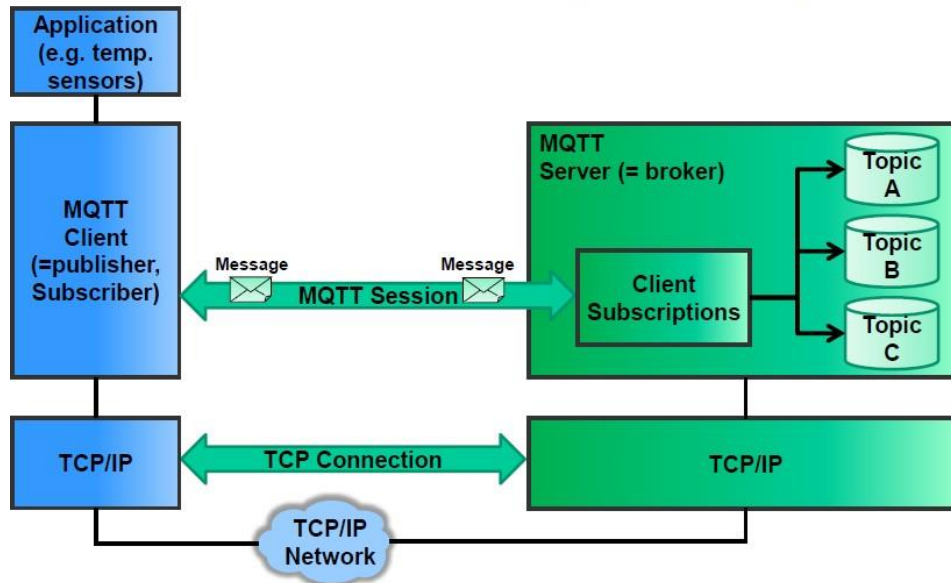 Application
(e.g. temp.
sensors)
MQTT
Client
(=publisher,
Subscriber)
Message
Message
MQTT Session
MQTT
Server (= broker)
Client
Subscriptions
Topic
A
Topic
B
Topic
C
TCP/IP
TCP Connection
TCP/IP
TCP/IP
Network